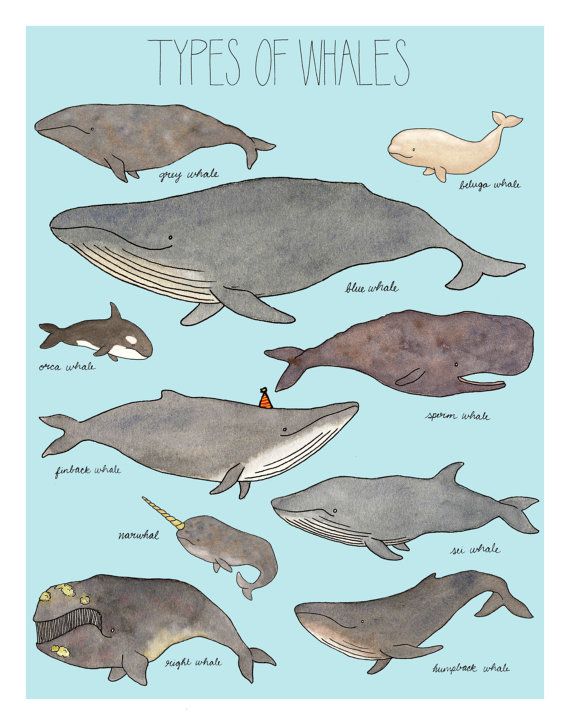 TYPES OF WHALES
grey whale
beluga whale
blue whale
orca whale
sperm whale
finback whale
narwhal
sei whale
right whale
humpback whale